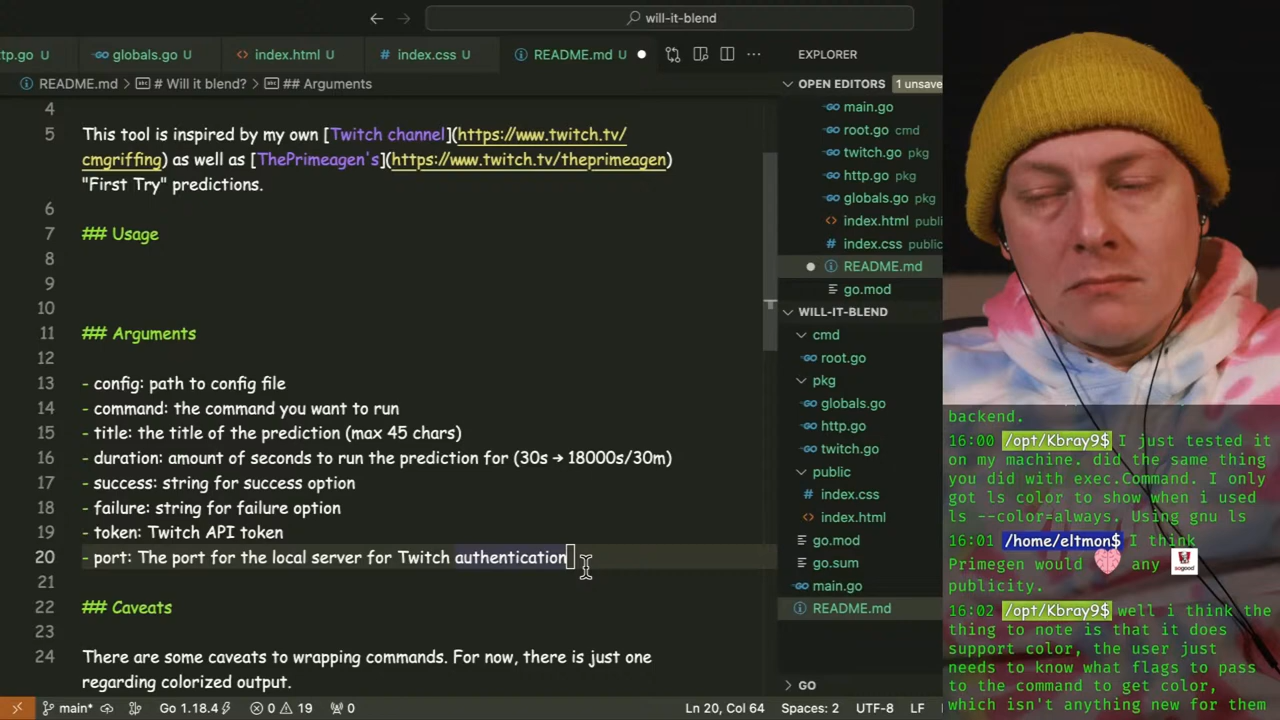 will-it-blend
ttp.go U
globals.go U
index.html U
index.css U
README.md U
README.md > # Will it blend? > ## Arguments
4
5 This tool is inspired by my own [Twitch channel](https://www.twitch.tv/
cmgriffing) as well as [ThePrimeagen's](https://www.twitch.tv/theprimeagen)
"First Try" predictions.
6
7 ## Usage
8
9
10
11 ## Arguments
12
13 - config: path to config file
14 - command: the command you want to run
15 - title: the title of the prediction (max 45 chars)
16 - duration: amount of seconds to run the prediction for (30s → 18000s/30m)
17 - success: string for success option
18 - failure: string for failure option
19 - token: Twitch API token
20 - port: The port for the local server for Twitch authentication
21
22 ## Caveats
23
24 There are some caveats to wrapping commands. For now, there is just one
regarding colorized output.
main*
Go 1.18.4
0
19
0
Ln 20, Col 64
Spaces: 2
UTF-8
LF
EXPLORER
OPEN EDITORS 1 unsave
main.go
root.go cmd
twitch.go pkg
http.go pkg
globals.go pkg
index.html public
index.css public
README.md
go.mod
WILL-IT-BLEND
cmd
root.go
pkg
globals.go
http.go
twitch.go
public
index.css
index.html
go.mod
go.sum
main.go
README.md
GO
backend.
16:00 /opt/Kbray9$ I just tested it
on my machine. did the same thing
you did with exec.Command. I only
got ls color to show when i used
ls --color=always. Using gnu ls
16:01 /home/eltmon$ I think
Primegen would any
publicity.
16:02 /opt/Kbray9$ well i think the
thing to note is that it does
support color, the user just
needs to know what flags to pass
to the command to get color,
which isn't anything new for them